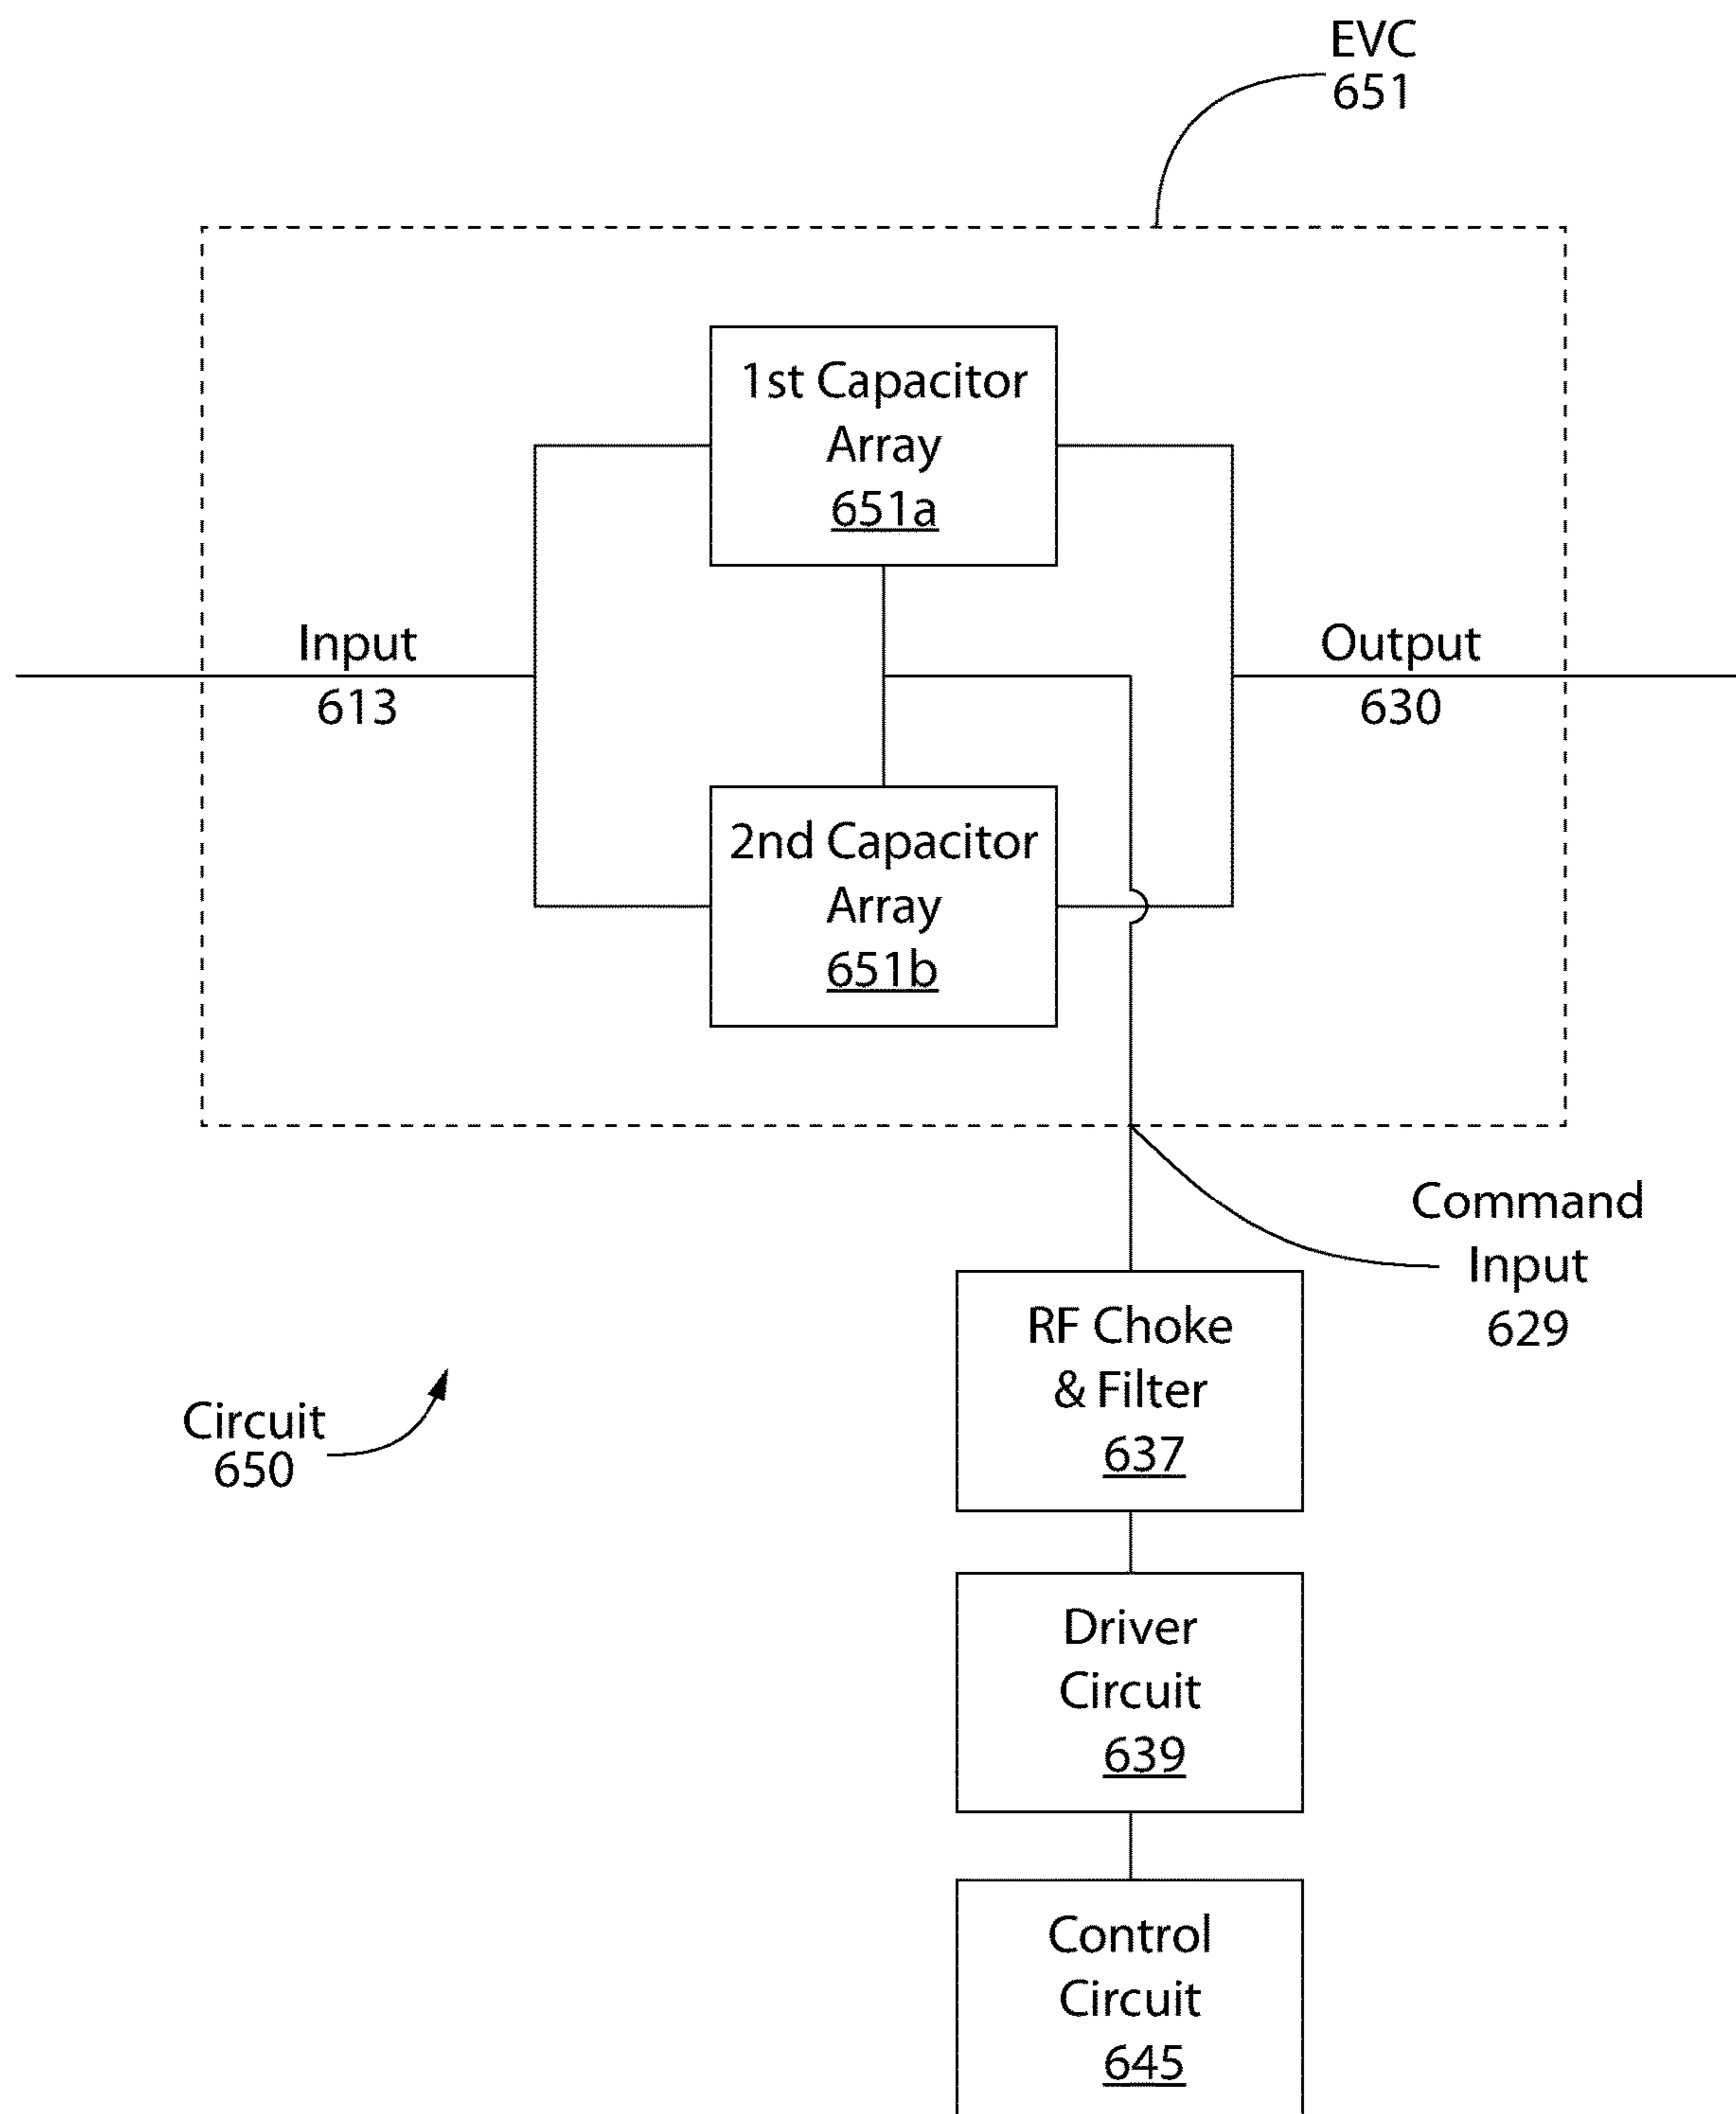 EVC
651
1st Capacitor
Array
651a
Input
613
Output
630
2nd Capacitor
Array
651b
Command
Input
629
RF Choke
& Filter
637
Circuit
650
Driver
Circuit
639
Control
Circuit
645